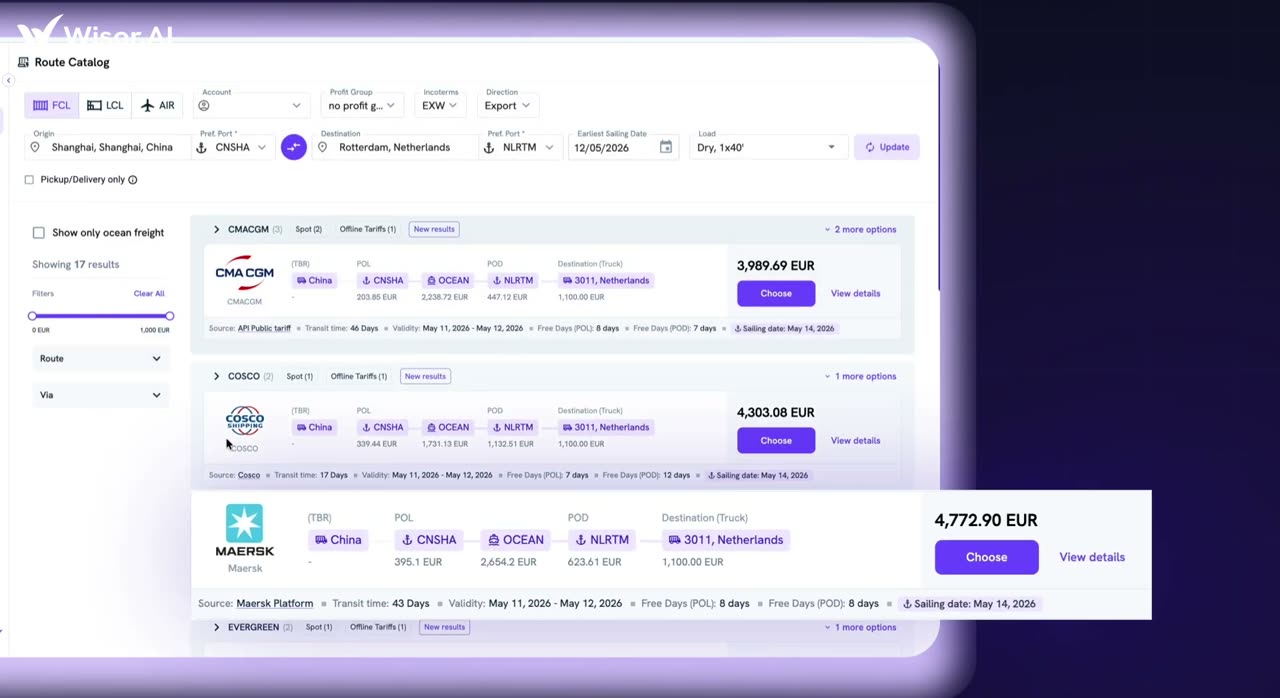 Wisor.AI
Route Catalog
FCL LCL AIR
Account
Profit Group
no profit g...
Incoterms
EXW
Direction
Export
Origin
Shanghai, Shanghai, China
Pref. Port *
CNSHA
Destination
Rotterdam, Netherlands
Pref. Port *
NLRTM
Earliest Sailing Date
12/05/2026
Load
Dry, 1x40'
Update
Pickup/Delivery only
Show only ocean freight
Showing 17 results
Filters Clear All
0 EUR 1,000 EUR
Route
Via
CMACGM (3) Spot (2) Offline Tariffs (1) New results 2 more options
CMA CGM
CMACGM
(TBR) POL POD Destination (Truck)
China CNSHA OCEAN NLRTM 3011, Netherlands
- 203.85 EUR 2,238.72 EUR 447.12 EUR 1,100.00 EUR
3,989.69 EUR
Choose View details
Source: API Public tariff Transit time: 46 Days Validity: May 11, 2026 - May 12, 2026 Free Days (POL): 8 days Free Days (POD): 7 days Sailing date: May 14, 2026
COSCO (2) Spot (1) Offline Tariffs (1) New results 1 more options
COSCO
SHIPPING
COSCO
(TBR) POL POD Destination (Truck)
China CNSHA OCEAN NLRTM 3011, Netherlands
- 339.44 EUR 1,731.13 EUR 1,132.51 EUR 1,100.00 EUR
4,303.08 EUR
Choose View details
Source: Cosco Transit time: 17 Days Validity: May 11, 2026 - May 12, 2026 Free Days (POL): 7 days Free Days (POD): 12 days Sailing date: May 14, 2026
MAERSK
Maersk
(TBR) POL POD Destination (Truck)
China CNSHA OCEAN NLRTM 3011, Netherlands
- 395.1 EUR 2,654.2 EUR 623.61 EUR 1,100.00 EUR
4,772.90 EUR
Choose View details
Source: Maersk Platform Transit time: 43 Days Validity: May 11, 2026 - May 12, 2026 Free Days (POL): 8 days Free Days (POD): 8 days Sailing date: May 14, 2026
EVERGREEN (2) Spot (1) Offline Tariffs (1) New results 1 more options